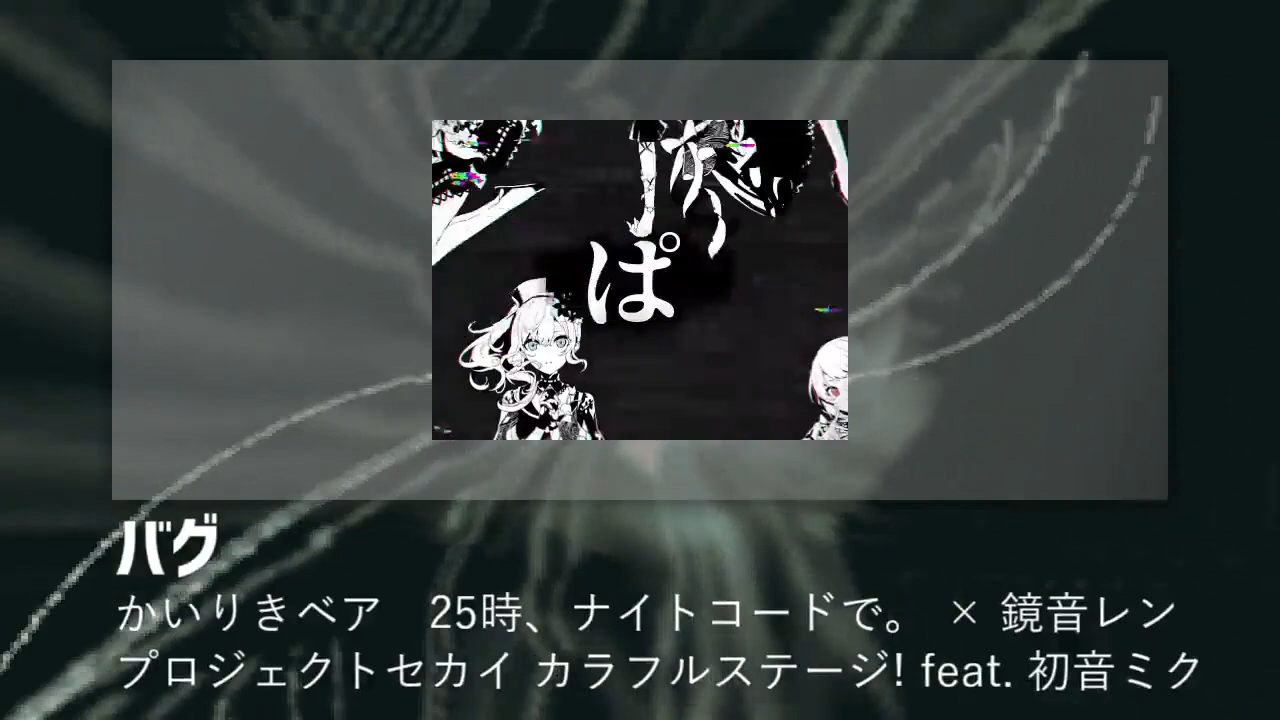 ぱ
バグ
かいりきベア　25時、ナイトコードで。 × 鏡音レン
プロジェクトセカイ カラフルステージ! feat. 初音ミク